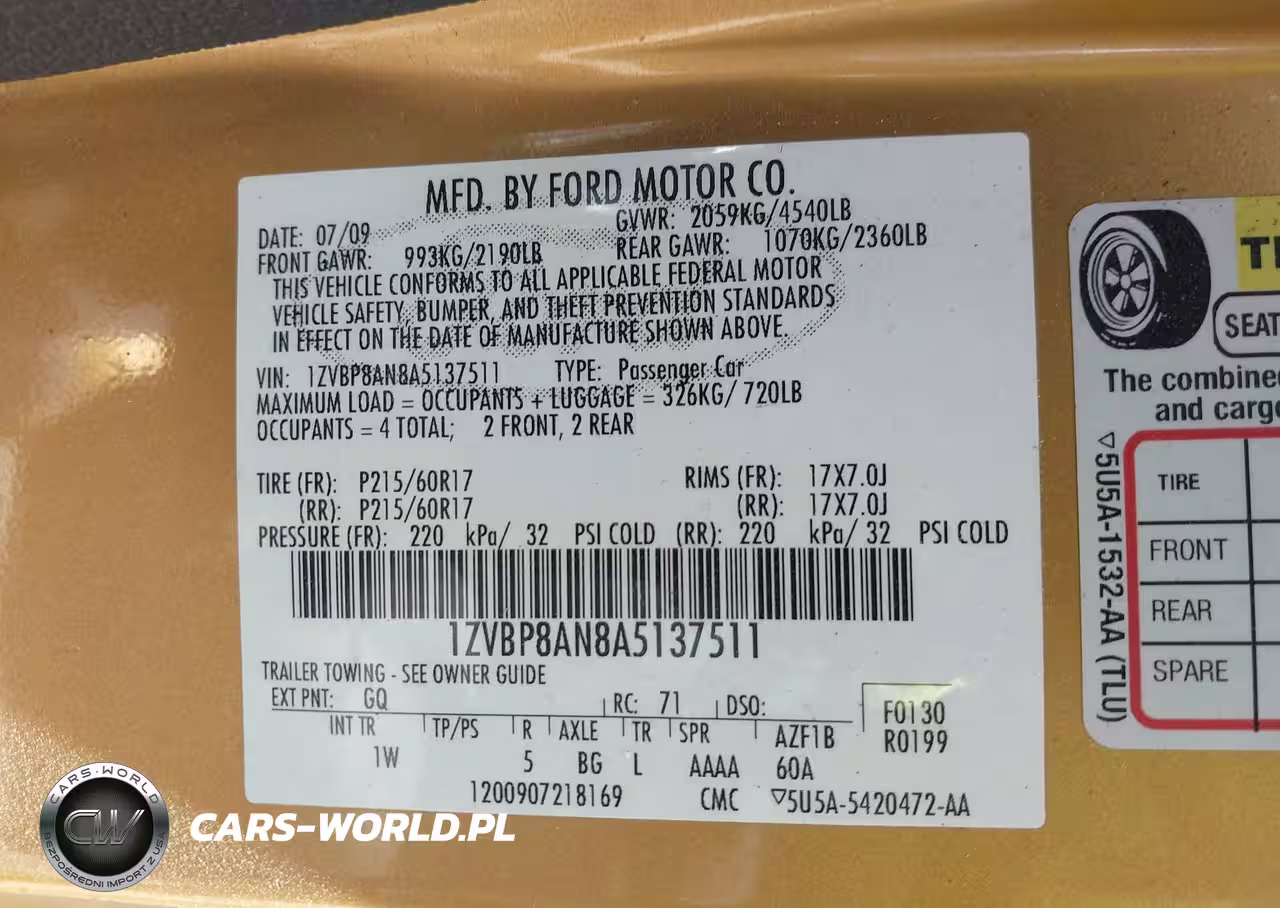 MFD. BY FORD MOTOR CO.
DATE: 07/09 GVWR: 2059KG/4540LB
FRONT GAWR: 993KG/2190LB REAR GAWR: 1070KG/2360LB
THIS VEHICLE CONFORMS TO ALL APPLICABLE FEDERAL MOTOR
VEHICLE SAFETY, BUMPER, AND THEFT PREVENTION STANDARDS
IN EFFECT ON THE DATE OF MANUFACTURE SHOWN ABOVE.
VIN: 1ZVBP8AN8A5137511 TYPE: Passenger Car
MAXIMUM LOAD = OCCUPANTS + LUGGAGE = 326KG/ 720LB
OCCUPANTS = 4 TOTAL; 2 FRONT, 2 REAR
TIRE (FR): P215/60R17 RIMS (FR): 17X7.0J
(RR): P215/60R17 (RR): 17X7.0J
PRESSURE (FR): 220 kPa/ 32 PSI COLD (RR): 220 kPa/ 32 PSI COLD
1ZVBP8AN8A5137511
TRAILER TOWING - SEE OWNER GUIDE
EXT PNT: GQ RC: 71 DSO: F0130
INT TR TP/PS R AXLE TR SPR AZF1B R0199
1W 5 BG L AAAA 60A
1200907218169 CMC ▽5U5A-5420472-AA
SEAT
The combined
and cargo
TIRE
FRONT
REAR
SPARE
▽5U5A-1532-AA (TLU)
CARS-WORLD
CW
BEZPOŚREDNI IMPORT Z USA
CARS-WORLD.PL